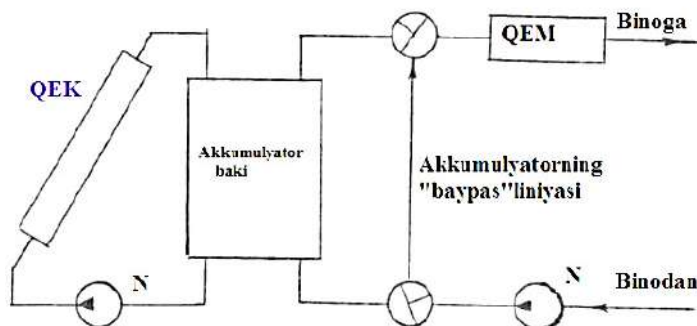 Binoga
QEM
QEK
Akkumulyator
baki
Akkumulyatorning
"baypas"liniyasi
N
N
Binodan